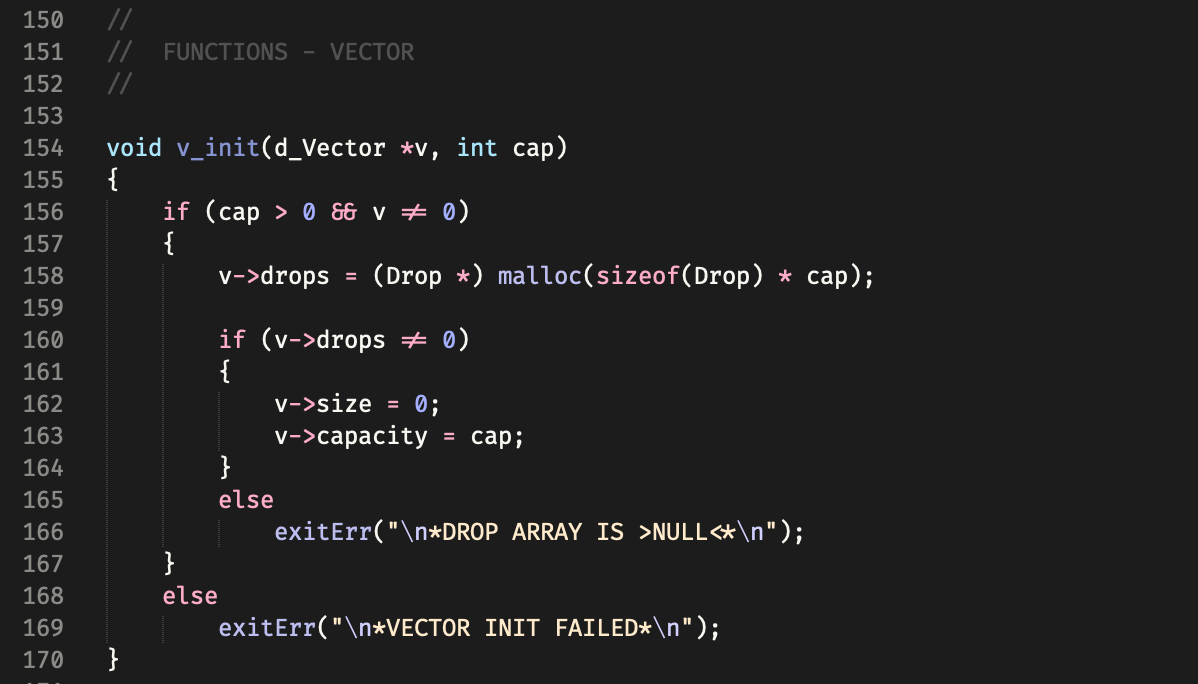 150 //
151 // FUNCTIONS - VECTOR
152 //
153
154 void v_init(d_Vector *v, int cap)
155 {
156 if (cap > 0 && v != 0)
157 {
158 v->drops = (Drop *) malloc(sizeof(Drop) * cap);
159
160 if (v->drops != 0)
161 {
162 v->size = 0;
163 v->capacity = cap;
164 }
165 else
166 exitErr("\n*DROP ARRAY IS >NULL<*\n");
167 }
168 else
169 exitErr("\n*VECTOR INIT FAILED*\n");
170 }